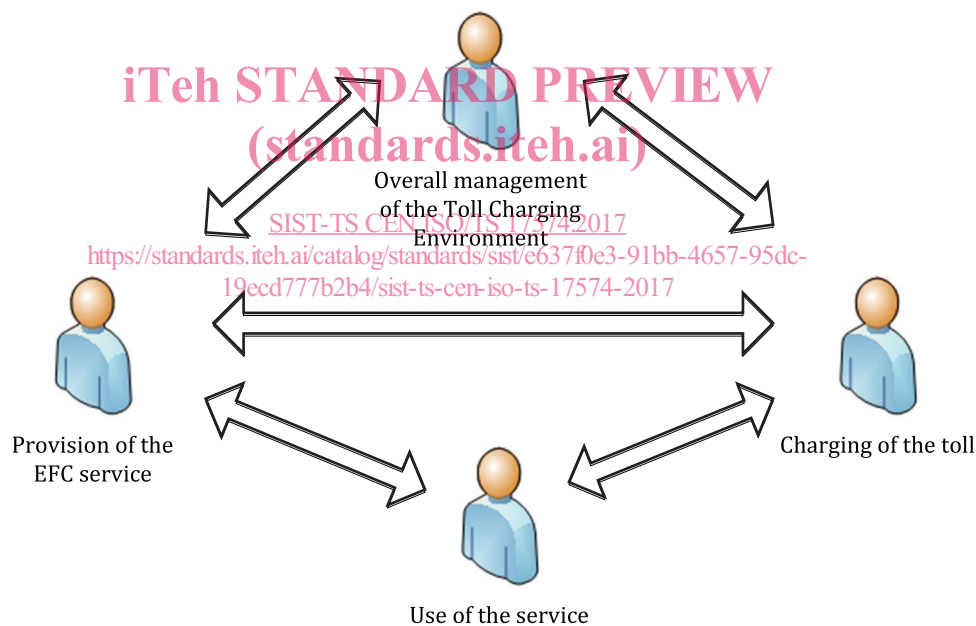 iTeh STANDARD PREVIEW
(standards.iteh.ai)
Overall management
of the Toll Charging
Environment
SIST-TS CEN ISO/TS 17574:2017
https://standards.iteh.ai/catalog/standards/sist/e637f0e3-91bb-4657-95dc-
19ecd777b2b4/sist-ts-cen-iso-ts-17574-2017
Provision of the
EFC service
Charging of the toll
Use of the service